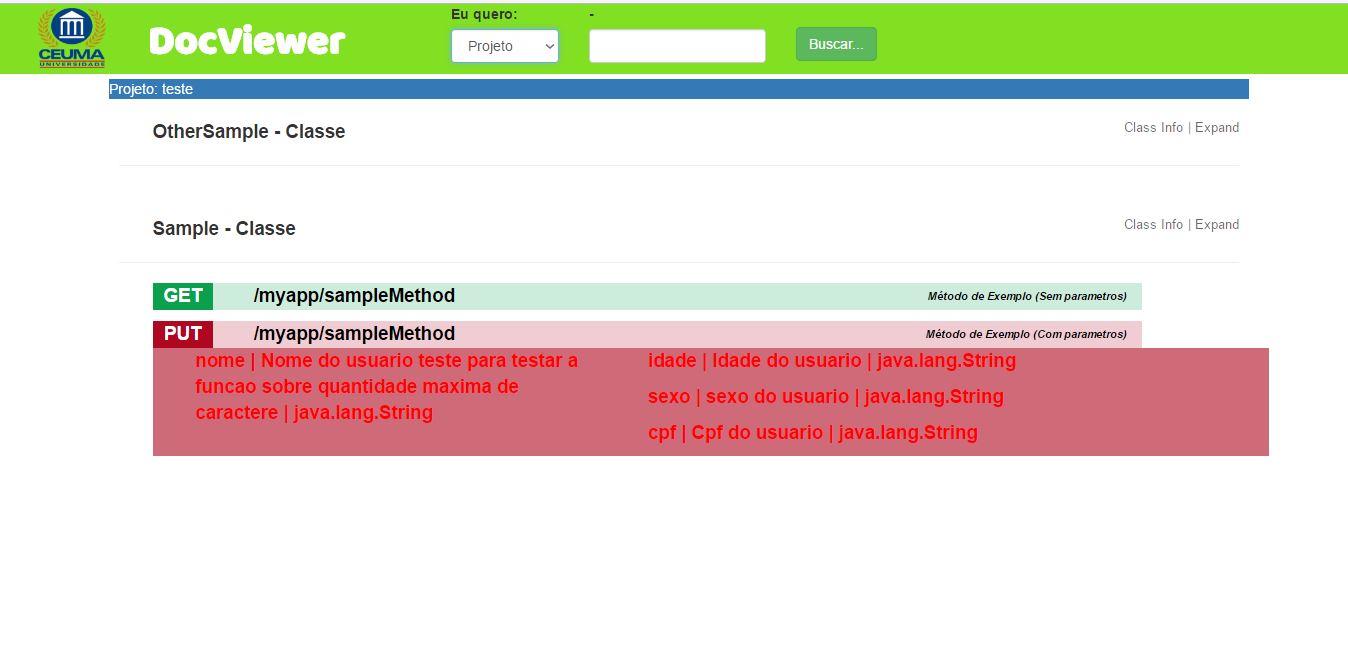 CEUMA
UNIVERSIDADE
DocViewer
Eu quero:
-
Projeto
Buscar...
Projeto: teste
OtherSample - Classe
Class Info | Expand
Sample - Classe
Class Info | Expand
GET /myapp/sampleMethod Método de Exemplo (Sem parametros)
PUT /myapp/sampleMethod Método de Exemplo (Com parametros)
nome | Nome do usuario teste para testar a
funcao sobre quantidade maxima de
caractere | java.lang.String
idade | Idade do usuario | java.lang.String
sexo | sexo do usuario | java.lang.String
cpf | Cpf do usuario | java.lang.String